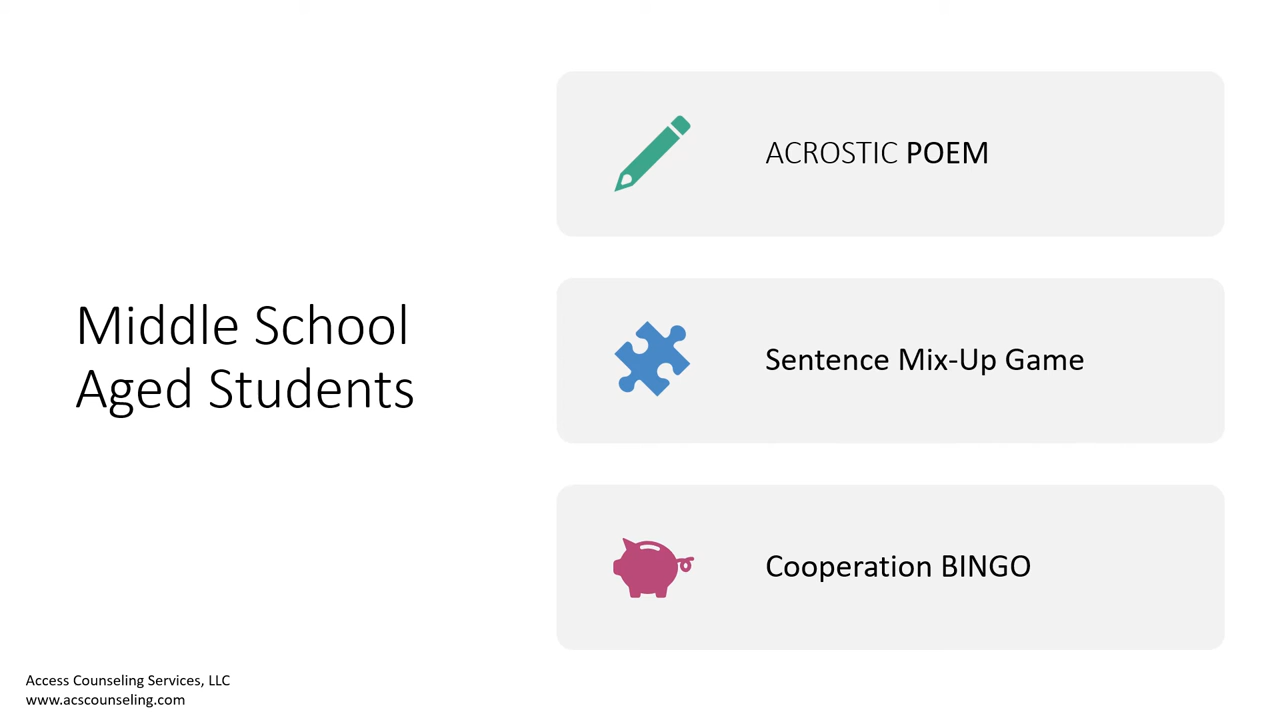 Middle School
Aged Students
ACROSTIC POEM
Sentence Mix-Up Game
Cooperation BINGO
Access Counseling Services, LLC
www.acscounseling.com